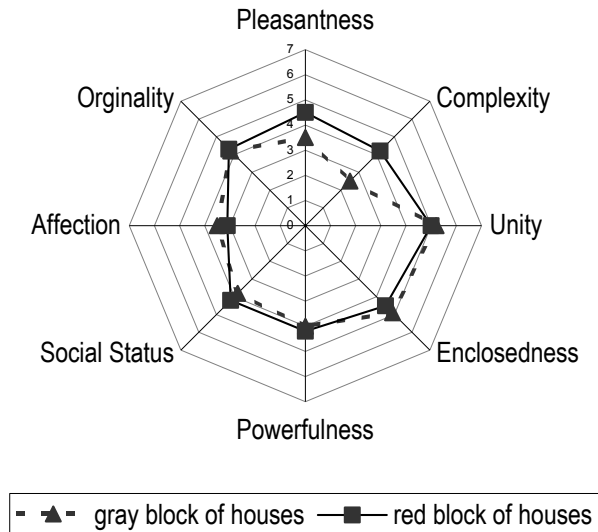 Pleasantness
7
6
5
4
3
2
1
0
Orginality
Complexity
Affection
Unity
Social Status
Enclosedness
Powerfulness
gray block of houses
red block of houses